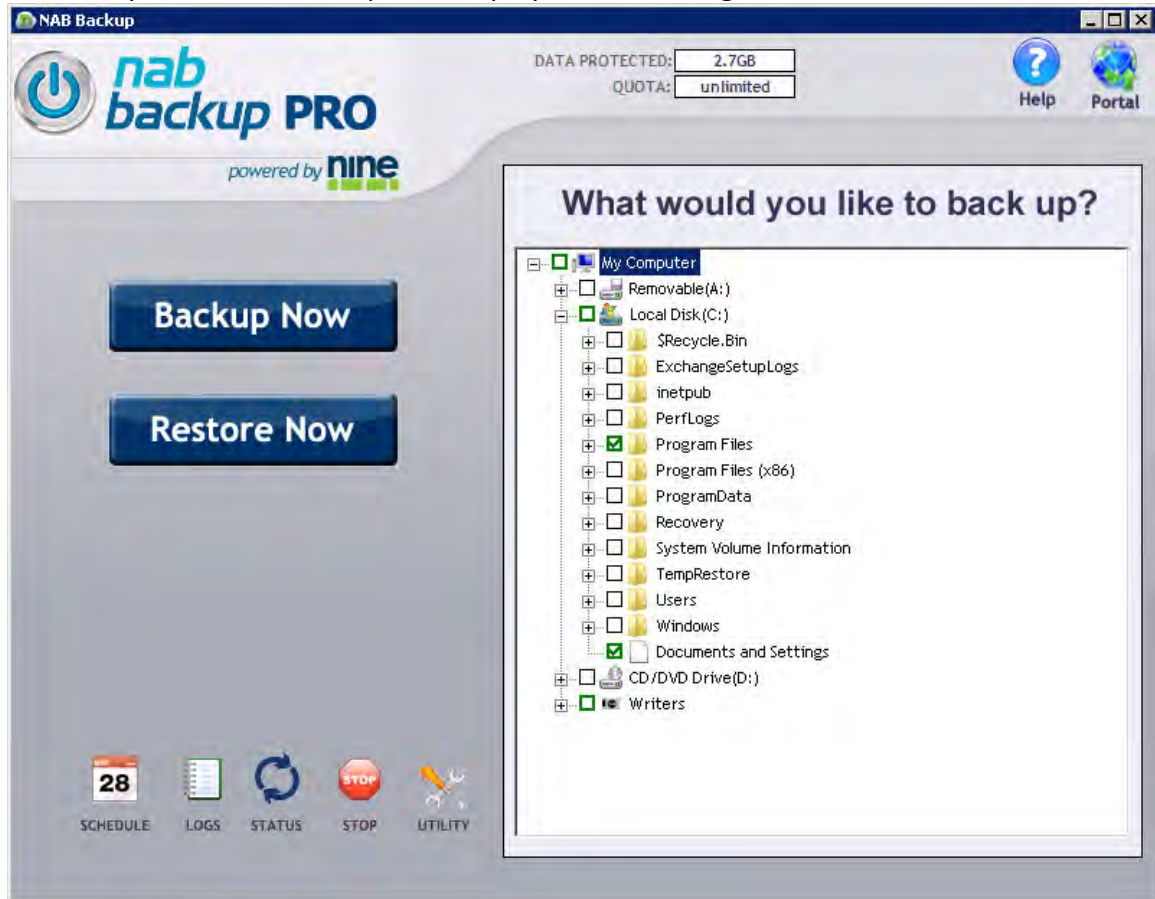 NAB Backup
nab
backup PRO
powered by nine
DATA PROTECTED: 2.7GB
QUOTA: unlimited
Help
Portal
What would you like to back up?
Backup Now
Restore Now
My Computer
Removable(A:)
Local Disk(C:)
$Recycle.Bin
ExchangeSetupLogs
inetpub
PerfLogs
Program Files
Program Files (x86)
ProgramData
Recovery
System Volume Information
TempRestore
Users
Windows
Documents and Settings
CD/DVD Drive(D:)
Writers
28
STOP
SCHEDULE
LOGS
STATUS
STOP
UTILITY